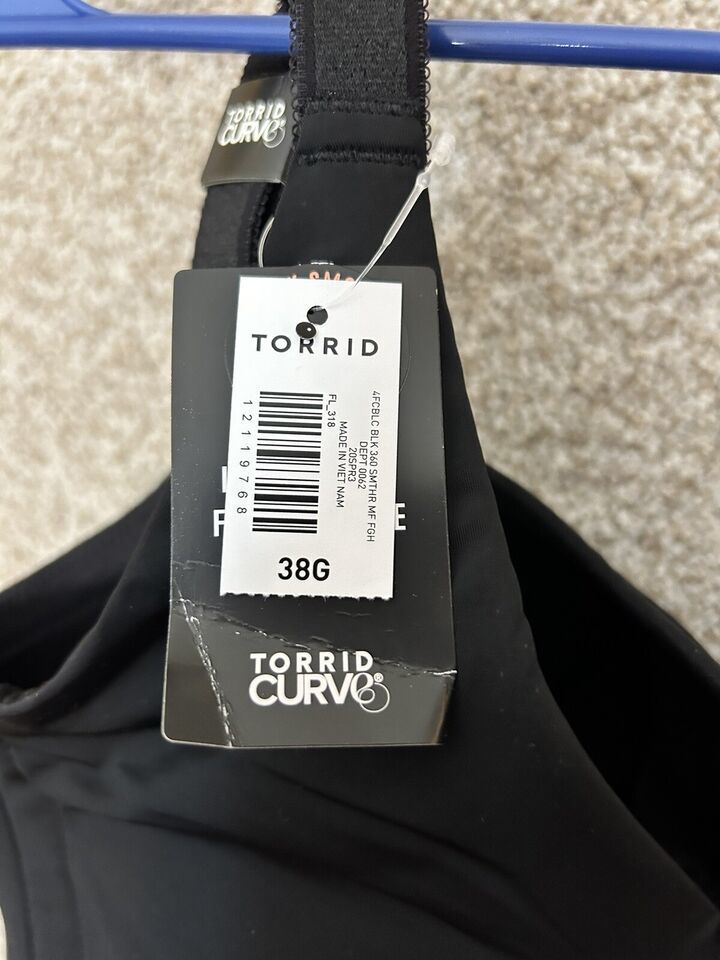 TORRID
CURVE®
TORRID
12119768
FL_318
4FCBLC BLK 360 SMTHR MF FGH
DEPT 0062
205PR3
MADE IN VIET NAM
38G
TORRID
CURVE®